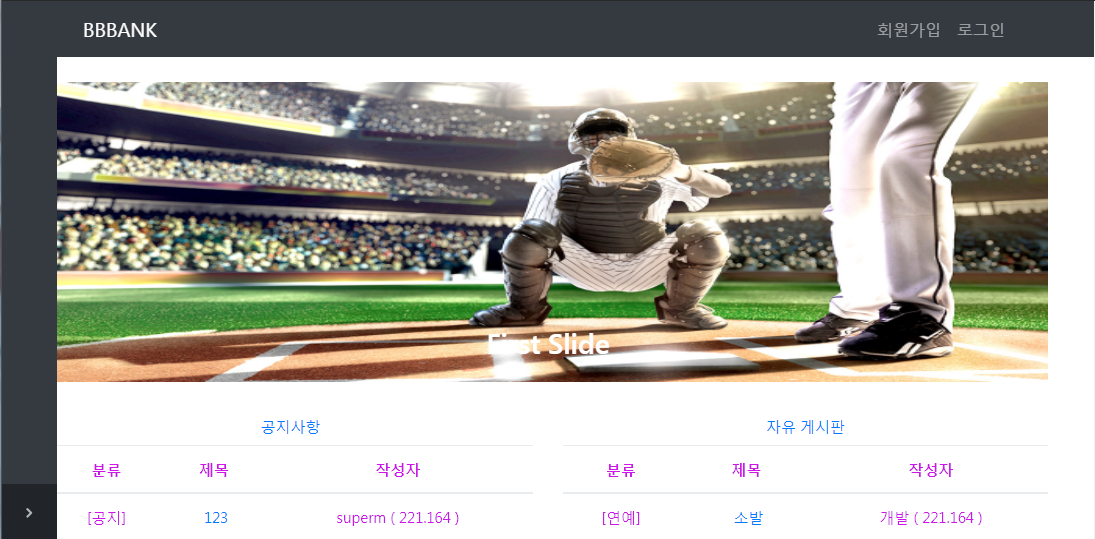 BBBANK 회원가입 로그인
First Slide
공지사항
분류 제목 작성자
[공지] 123 superm ( 221.164 )
자유 게시판
분류 제목 작성자
[연예] 소발 개발 ( 221.164 )